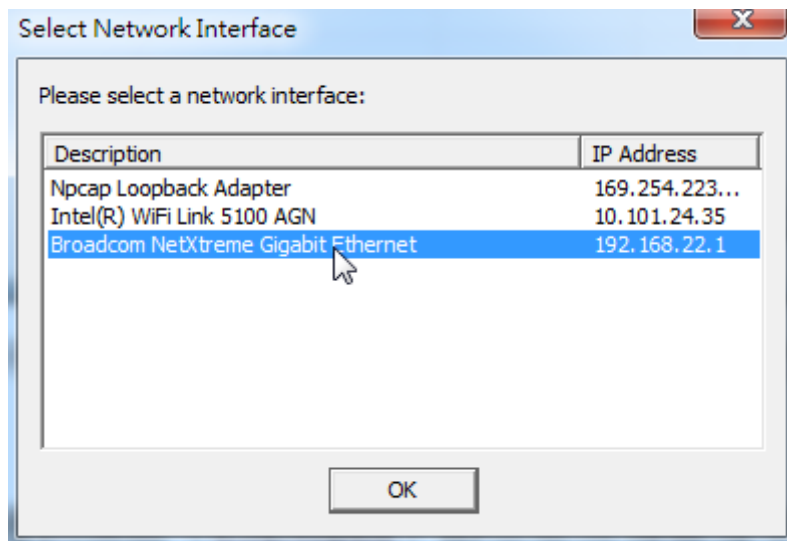 Select Network Interface
Please select a network interface:
Description IP Address
Npcap Loopback Adapter 169.254.223...
Intel(R) WiFi Link 5100 AGN 10.101.24.35
Broadcom NetXtreme Gigabit Ethernet 192.168.22.1
OK